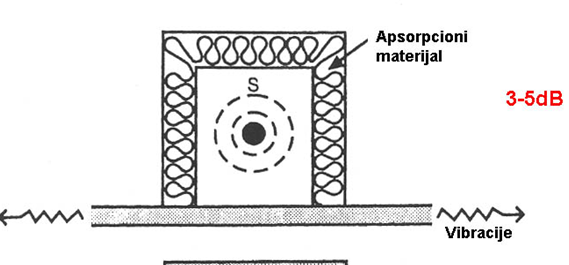 Apsorpcioni
materijal
S
3-5dB
Vibracije